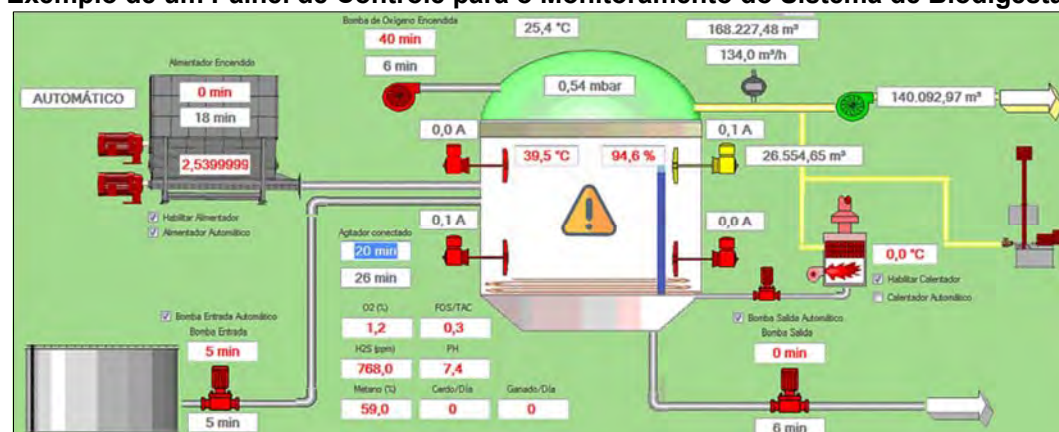 Exemplo de um Painel de Controle para o Monitoramento do Sistema de Biodigestã
Bomba de Oxígeno Encendida
40 min
6 min
25,4 °C
168.227,48 m³
134,0 m³/h
Alimentador Encendido
AUTOMÁTICO
0 min
18 min
2,5399999
0,54 mbar
140.092,97 m³
0,0 A
0,1 A
39,5 °C
94,6 %
26.554,65 m³
Habilitar Alimentador
Alimentador Automático
0,1 A
0,0 A
Agitador conectado
20 min
26 min
0,0 °C
Habilitar Calentador
Calentador Automático
O2 (%)
FOS/TAC
1,2
0,3
H2S (ppm)
PH
768,0
7,4
Metano (%)
Cerdo/Día
Ganado/Día
59,0
0
0
Bomba Entrada Automático
Bomba Entrada
5 min
5 min
Bomba Salida Automático
Bomba Salida
0 min
6 min